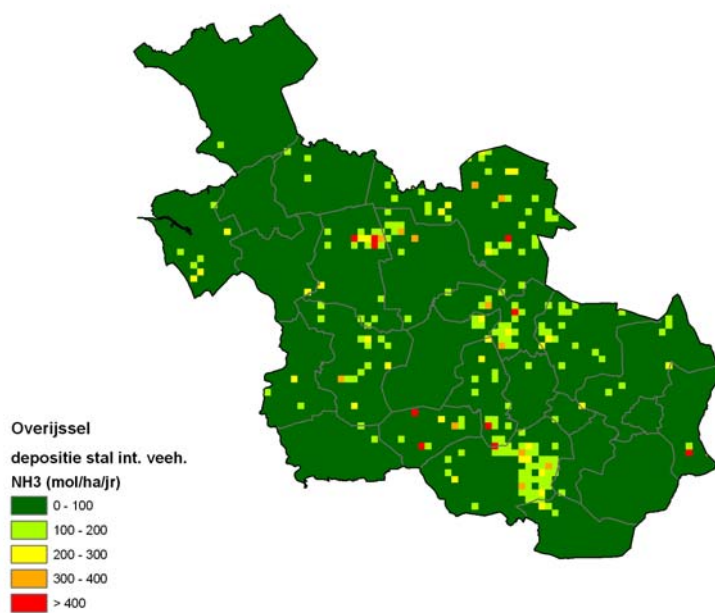 Overijssel
depositie stal int. veeh.
NH3 (mol/ha/jr)
0 - 100
100 - 200
200 - 300
300 - 400
> 400